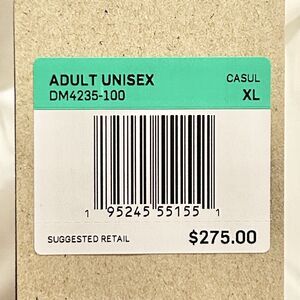 ADULT UNISEX CASUL
DM4235-100 XL
1 95245 55155 1
SUGGESTED RETAIL $275.00